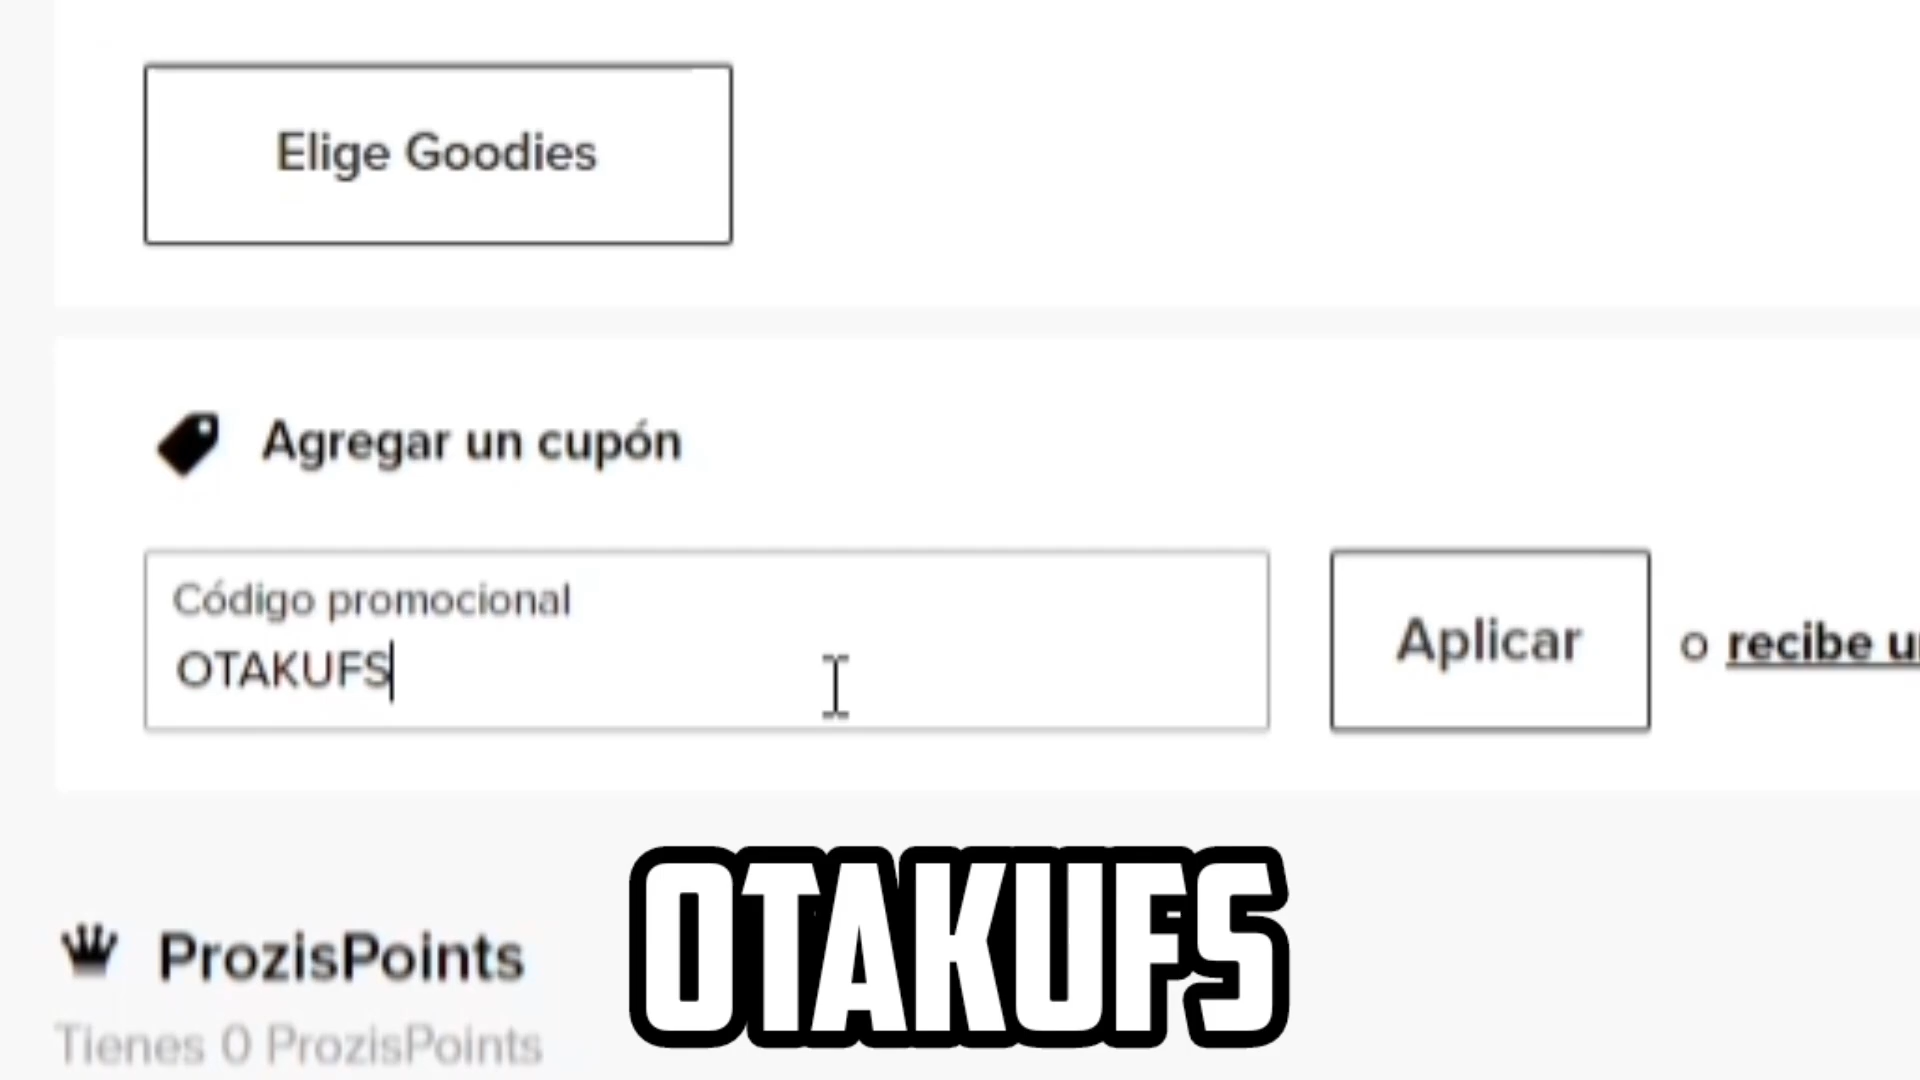 Elige Goodies
Agregar un cupón
Código promocional
OTAKUFS
Aplicar
o recibe
ProzisPoints
Tienes 0 ProzisPoints
OTAKUFS